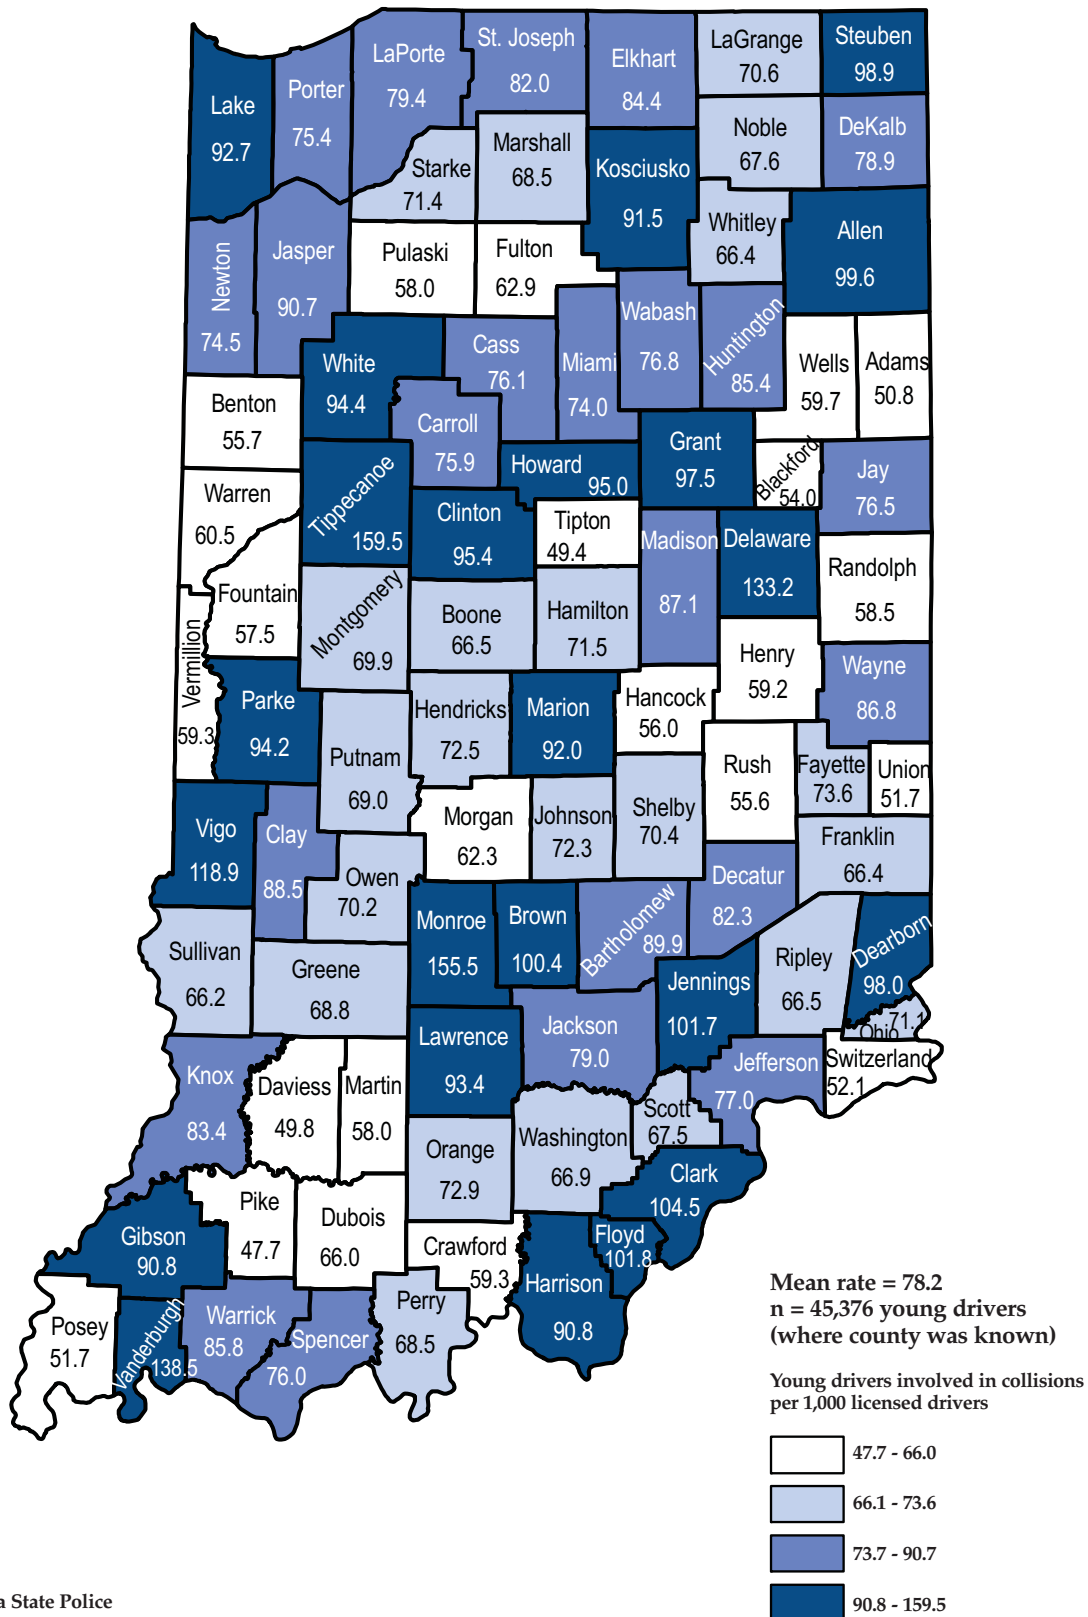 St. Joseph
82.0
LaPorte
79.4
Elkhart
84.4
LaGrange
70.6
Steuben
98.9
Lake
92.7
Porter
75.4
Noble
67.6
DeKalb
78.9
Starke
71.4
Marshall
68.5
Kosciusko
91.5
Whitley
66.4
Allen
99.6
Newton
74.5
Jasper
90.7
Pulaski
58.0
Fulton
62.9
Wabash
76.8
Huntington
85.4
White
94.4
Cass
76.1
Miami
74.0
Wells
59.7
Adams
50.8
Benton
55.7
Carroll
75.9
Howard
95.0
Grant
97.5
Blackford
54.0
Jay
76.5
Warren
60.5
Tippecanoe
159.5
Clinton
95.4
Tipton
49.4
Madison
87.1
Delaware
133.2
Randolph
58.5
Fountain
57.5
Montgomery
69.9
Boone
66.5
Hamilton
71.5
Vermillion
59.3
Parke
94.2
Hendricks
72.5
Marion
92.0
Hancock
56.0
Henry
59.2
Wayne
86.8
Putnam
69.0
Rush
55.6
Fayette
73.6
Union
51.7
Vigo
118.9
Clay
88.5
Morgan
62.3
Johnson
72.3
Shelby
70.4
Franklin
66.4
Owen
70.2
Monroe
155.5
Brown
100.4
Bartholomew
89.9
Decatur
82.3
Sullivan
66.2
Greene
68.8
Jennings
101.7
Ripley
66.5
Dearborn
98.0
Lawrence
93.4
Jackson
79.0
71.1
Ohio
Switzerland
52.1
Jefferson
77.0
Knox
83.4
Daviess
49.8
Martin
58.0
Orange
72.9
Washington
66.9
Scott
67.5
Clark
104.5
Gibson
90.8
Pike
47.7
Dubois
66.0
Crawford
59.3
Floyd
101.8
Harrison
90.8
Posey
51.7
Vanderburgh
138.5
Warrick
85.8
Spencer
76.0
Perry
68.5
Mean rate = 78.2
n = 45,376 young drivers
(where county was known)
Young drivers involved in collisions
per 1,000 licensed drivers
47.7 - 66.0
66.1 - 73.6
73.7 - 90.7
90.8 - 159.5
a State Police